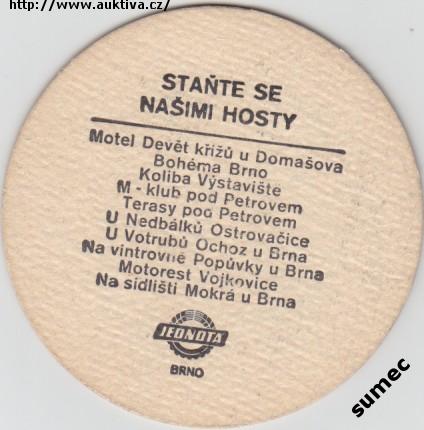 http://www.auktiva.cz/
STAŇTE SE
NAŠIMI HOSTY
Motel Devět křížů u Domašova
Bohéma Brno
Koliba Výstaviště
M - klub pod Petrovem
Terasy pod Petrovem
U Nedbálků Ostrovačice
U Votrubů Ochoz u Brna
Na vintrovně Popůvky u Brna
Motorest Vojkovice
Na sídlišti Mokrá u Brna
JEDNOTA
BRNO
sumec